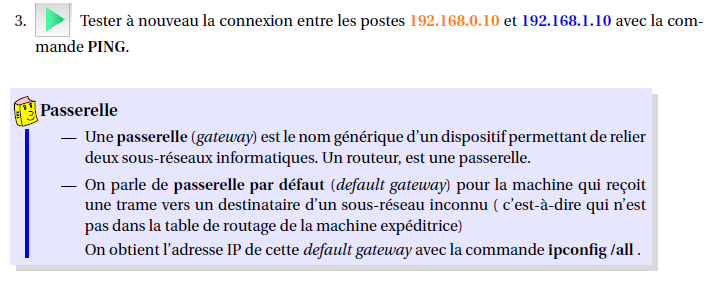 3. Tester à nouveau la connexion entre les postes 192.168.0.10 et 192.168.1.10 avec la com-
mande PING.
Passerelle
— Une passerelle (gateway) est le nom générique d'un dispositif permettant de relier
deux sous-réseaux informatiques. Un routeur, est une passerelle.
— On parle de passerelle par défaut (default gateway) pour la machine qui reçoit
une trame vers un destinataire d'un sous-réseau inconnu ( c'est-à-dire qui n'est
pas dans la table de routage de la machine expéditrice)
On obtient l'adresse IP de cette default gateway avec la commande ipconfig /all .